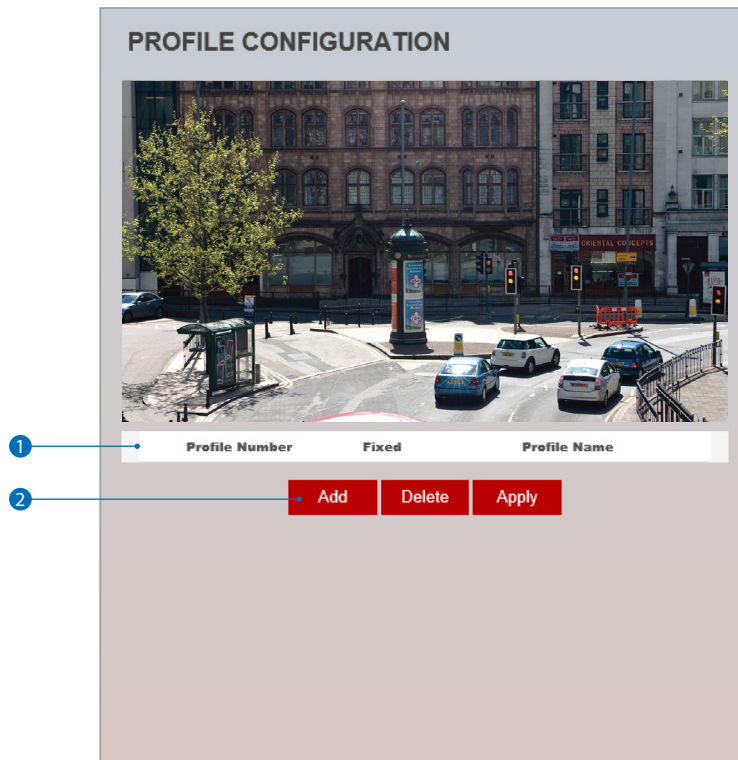 PROFILE CONFIGURATION
ORIENTAL CONCEPTS
1
Profile Number Fixed Profile Name
2
Add Delete Apply